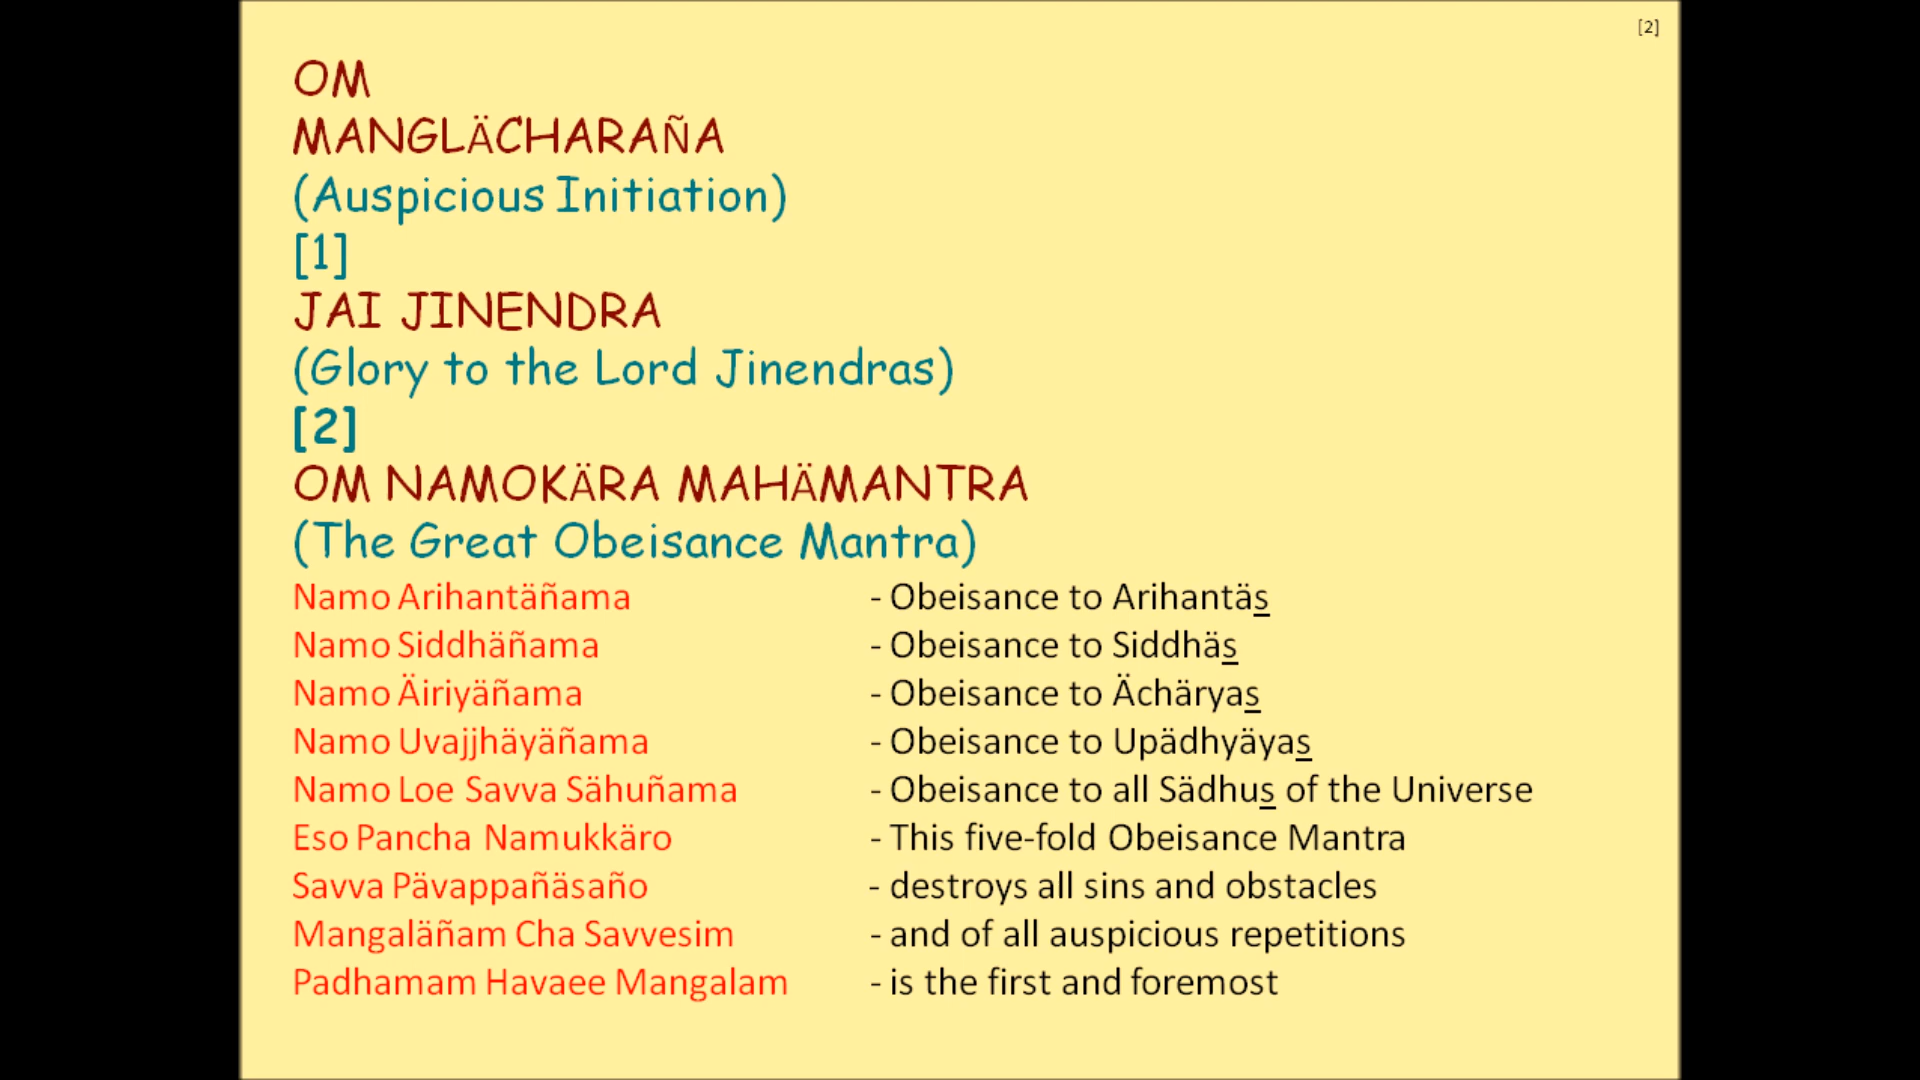 [2]
OM
MANGLÄCHARAÑA
(Auspicious Initiation)
[1]
JAI JINENDRA
(Glory to the Lord Jinendras)
[2]
OM NAMOKÄRA MAHÄMANTRA
(The Great Obeisance Mantra)
Namo Arihantäñama - Obeisance to Arihantäs
Namo Siddhäñama - Obeisance to Siddhäs
Namo Äiriyäñama - Obeisance to Ächäryas
Namo Uvajjhäyäñama - Obeisance to Upädhyäyas
Namo Loe Savva Sähuñama - Obeisance to all Sädhus of the Universe
Eso Pancha Namukkäro - This five-fold Obeisance Mantra
Savva Pävappañäsaño - destroys all sins and obstacles
Mangaläñam Cha Savvesim - and of all auspicious repetitions
Padhamam Havaee Mangalam - is the first and foremost